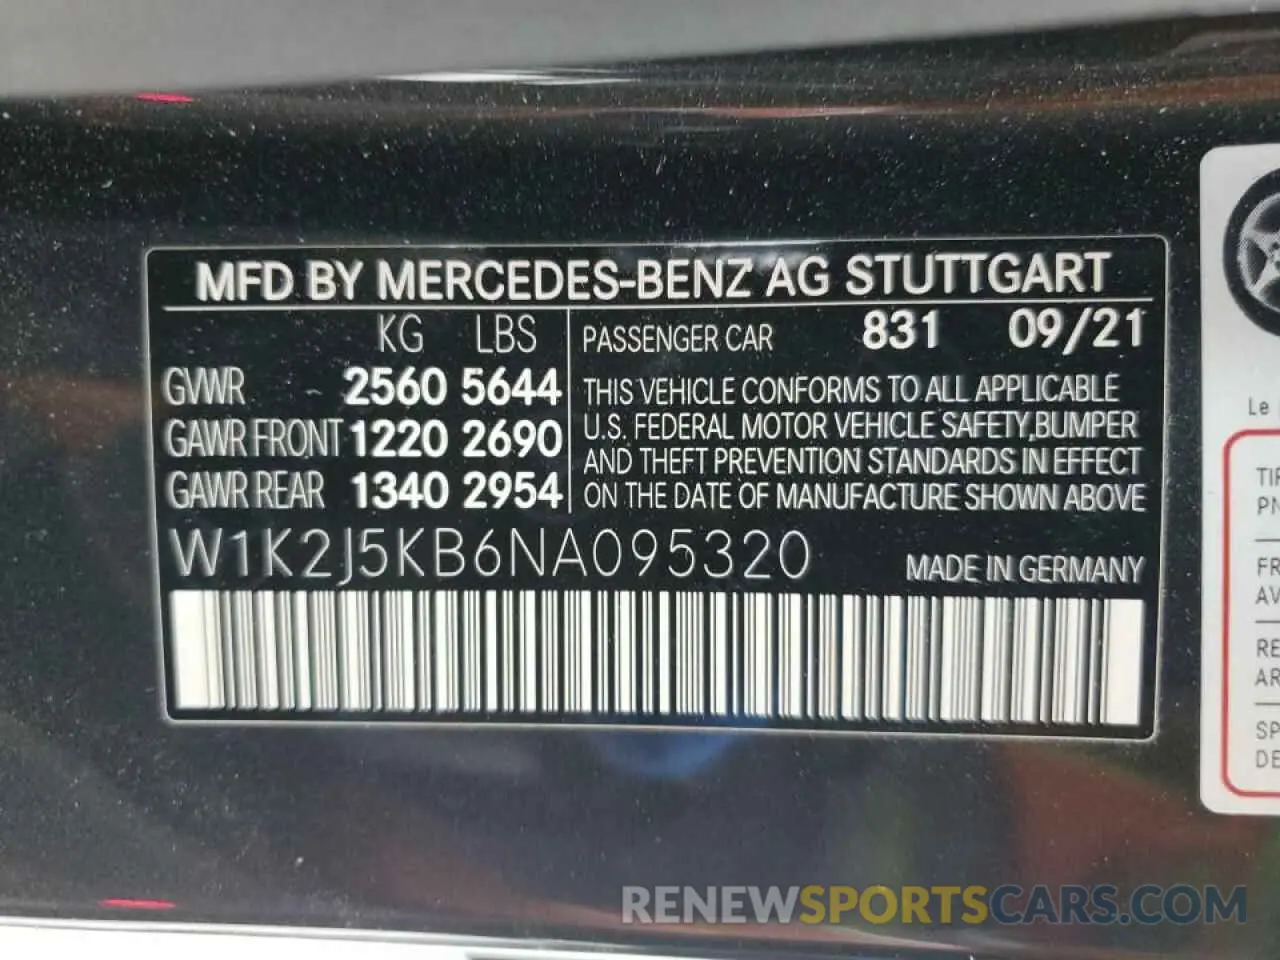 MFD BY MERCEDES-BENZ AG STUTTGART
KG LBS
PASSENGER CAR 831 09/21
GVWR - 2560 5644
GAWR FRONT 1220 2690
GAWR REAR 1340 2954
THIS VEHICLE CONFORMS TO ALL APPLICABLE
U.S. FEDERAL MOTOR VEHICLE SAFETY,BUMPER
AND THEFT PREVENTION STANDARDS IN EFFECT
ON THE DATE OF MANUFACTURE SHOWN ABOVE
W1K2J5KB6NA095320
MADE IN GERMANY
Le
RENEWSPORTSCARS.COM